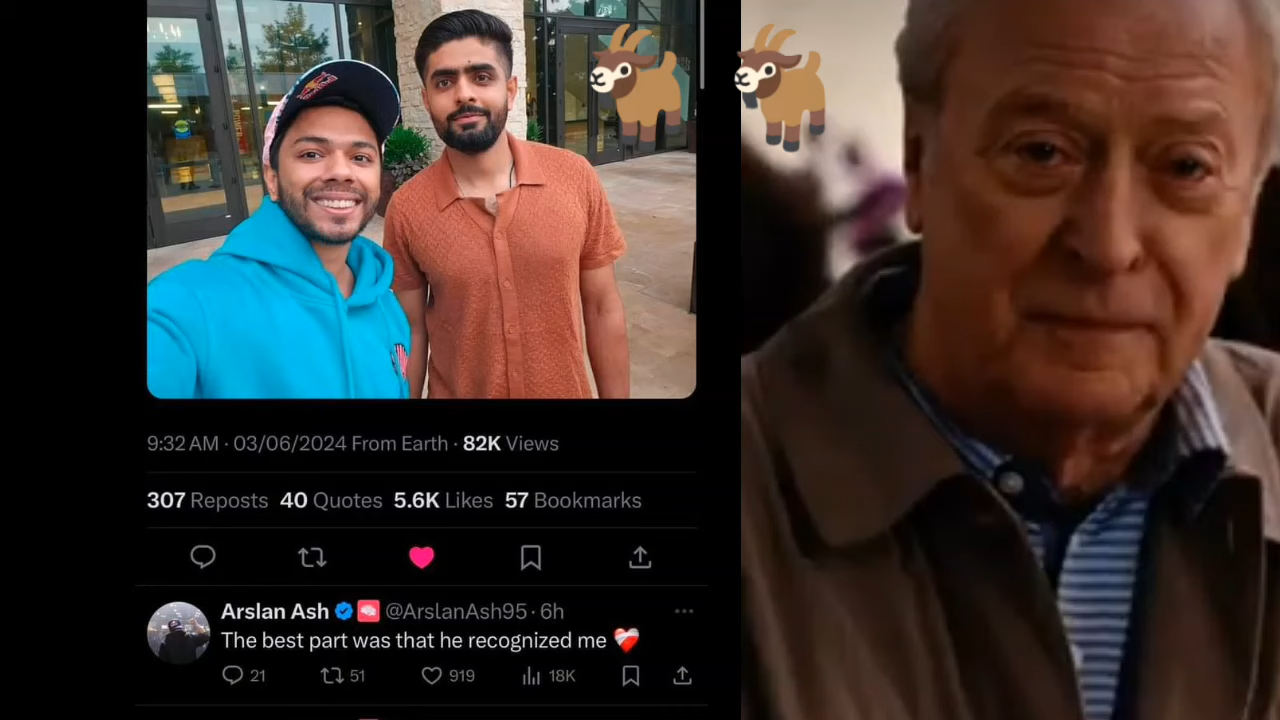 9:32 AM · 03/06/2024 From Earth · 82K Views
307 Reposts 40 Quotes 5.6K Likes 57 Bookmarks
Arslan Ash @ArslanAsh95 · 6h
The best part was that he recognized me ❤️‍🩹
21 51 919 18K